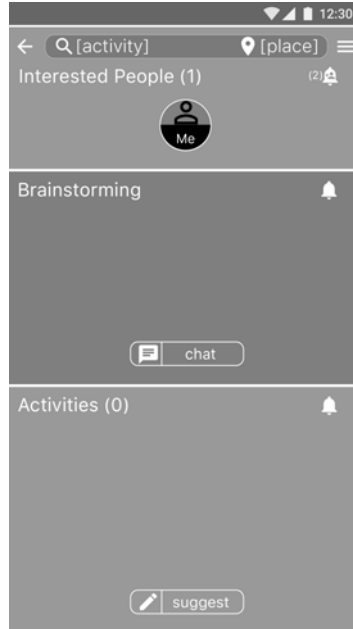 12:30
[activity] [place]
Interested People (1) (2)
Me
Brainstorming
chat
Activities (0)
suggest